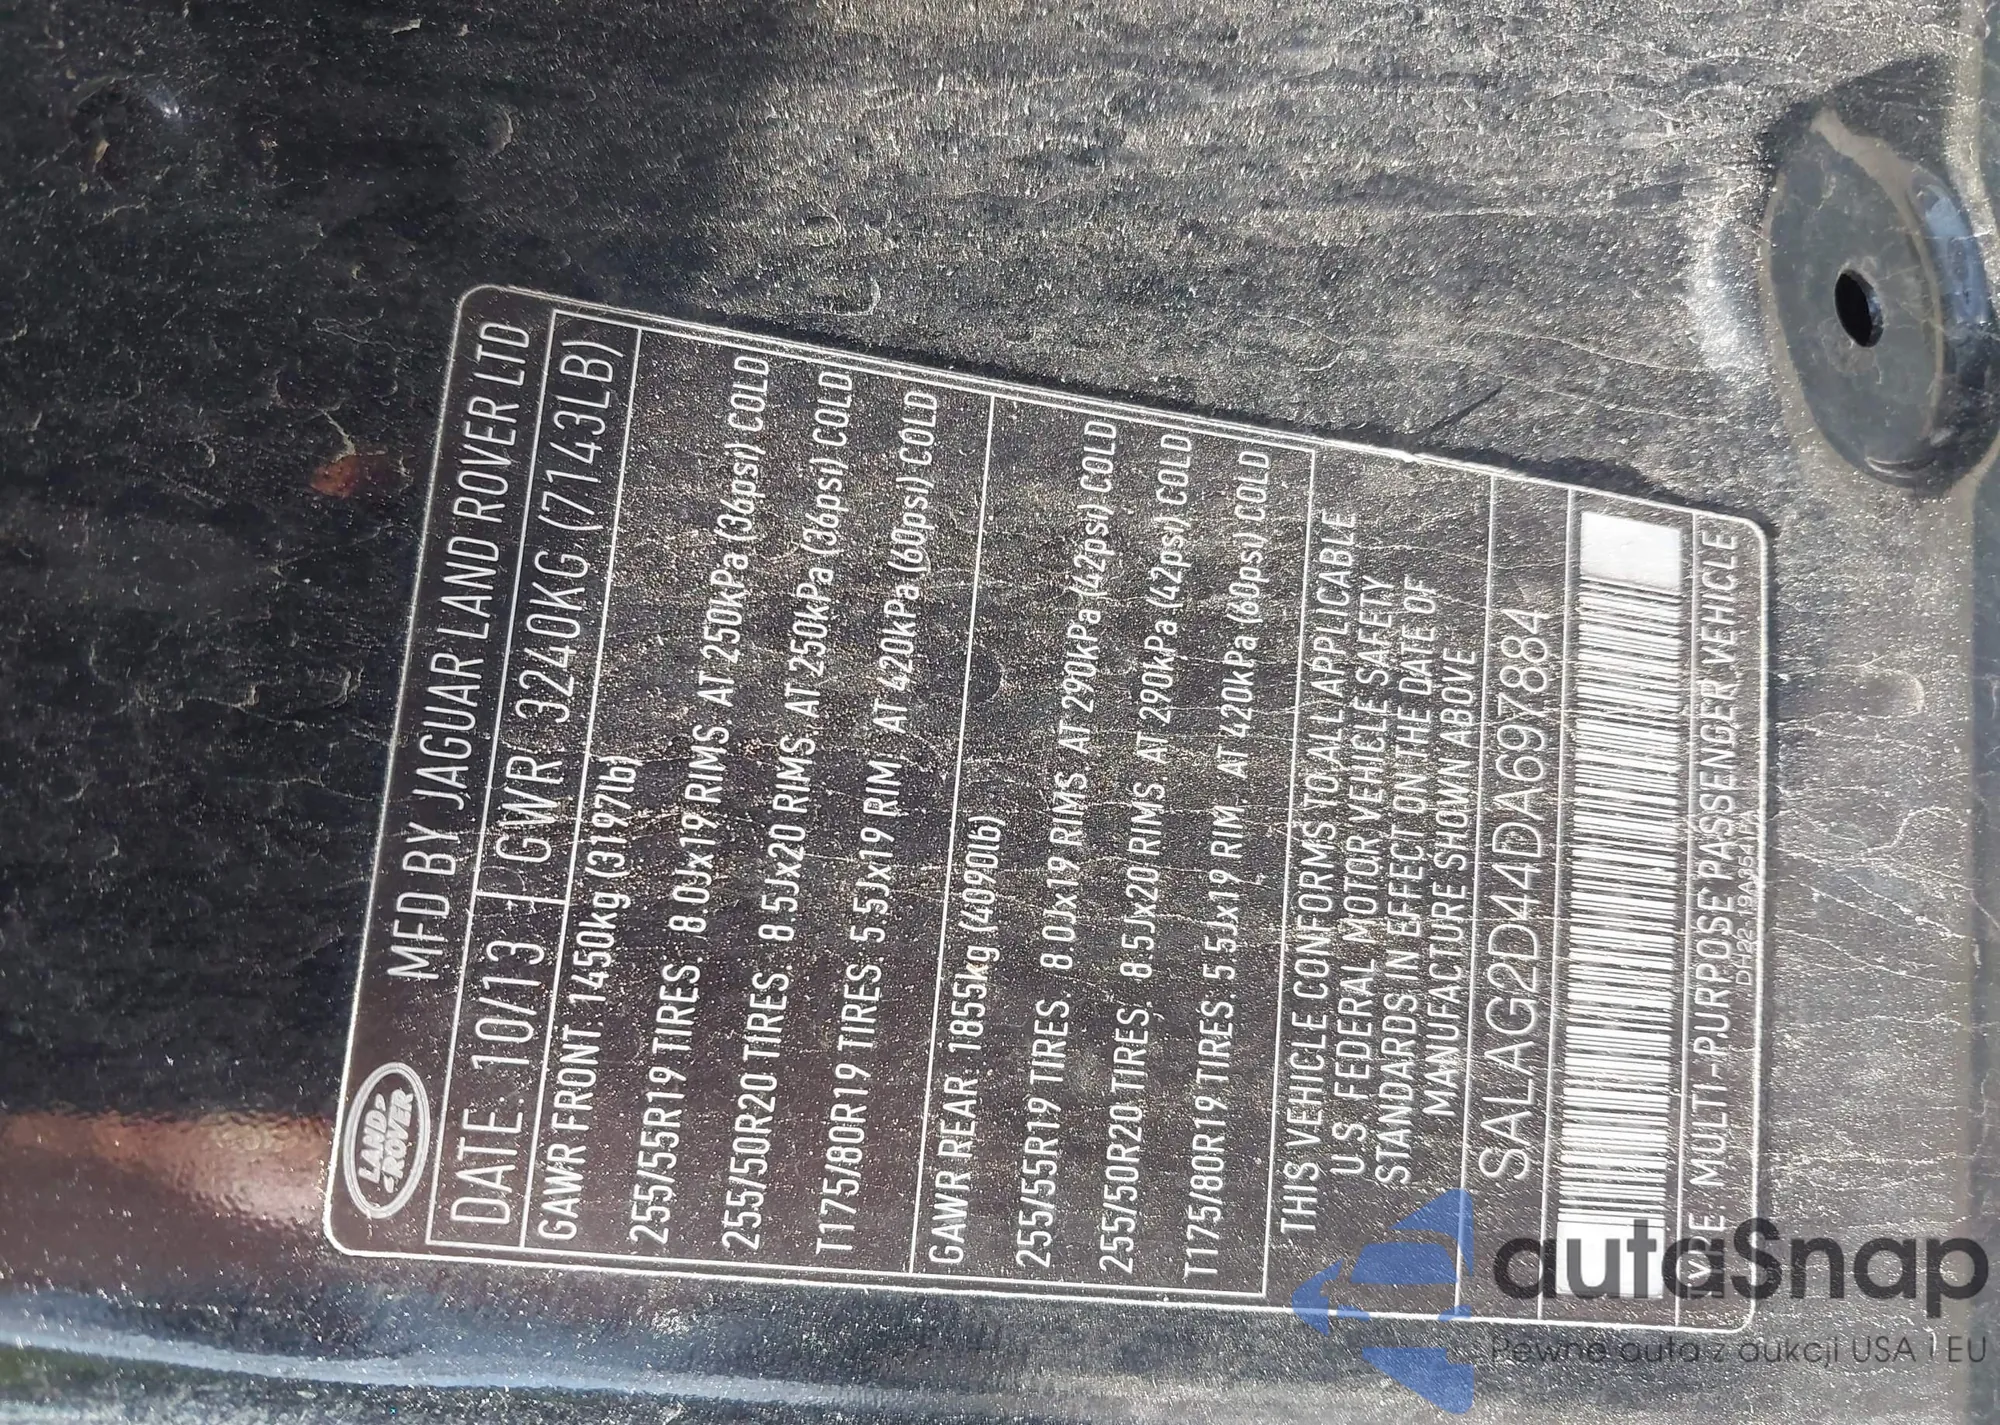 LAND ROVER
MFD BY JAGUAR LAND ROVER LTD
DATE: 10/13 GWR 3240KG (7143LB)
GAWR FRONT 1450kg (3197lb)
255/55R19 TIRES. 8.0Jx19 RIMS. AT 250kPa (36psi) COLD
255/50R20 TIRES. 8.5Jx20 RIMS. AT 250kPa (36psi) COLD
T175/80R19 TIRES. 5.5Jx19 RIM, AT 420kPa (60psi) COLD
GAWR REAR 1855kg (4090lb)
255/55R19 TIRES. 8.0Jx19 RIMS. AT 290kPa (42psi) COLD
255/50R20 TIRES. 8.5Jx20 RIMS. AT 290kPa (42psi) COLD
T175/80R19 TIRES. 5.5Jx19 RIM. AT 420kPa (60psi) COLD
THIS VEHICLE CONFORMS TO ALL APPLICABLE
U.S FEDERAL MOTOR VEHICLE SAFETY
STANDARDS IN EFFECT ON THE DATE OF
MANUFACTURE SHOWN ABOVE
SALAG2D44DA697884
TYPE. MULTI-PURPOSE PASSENGER VEHICLE
autaSnap
Pewne auta z aukcji USA i EU